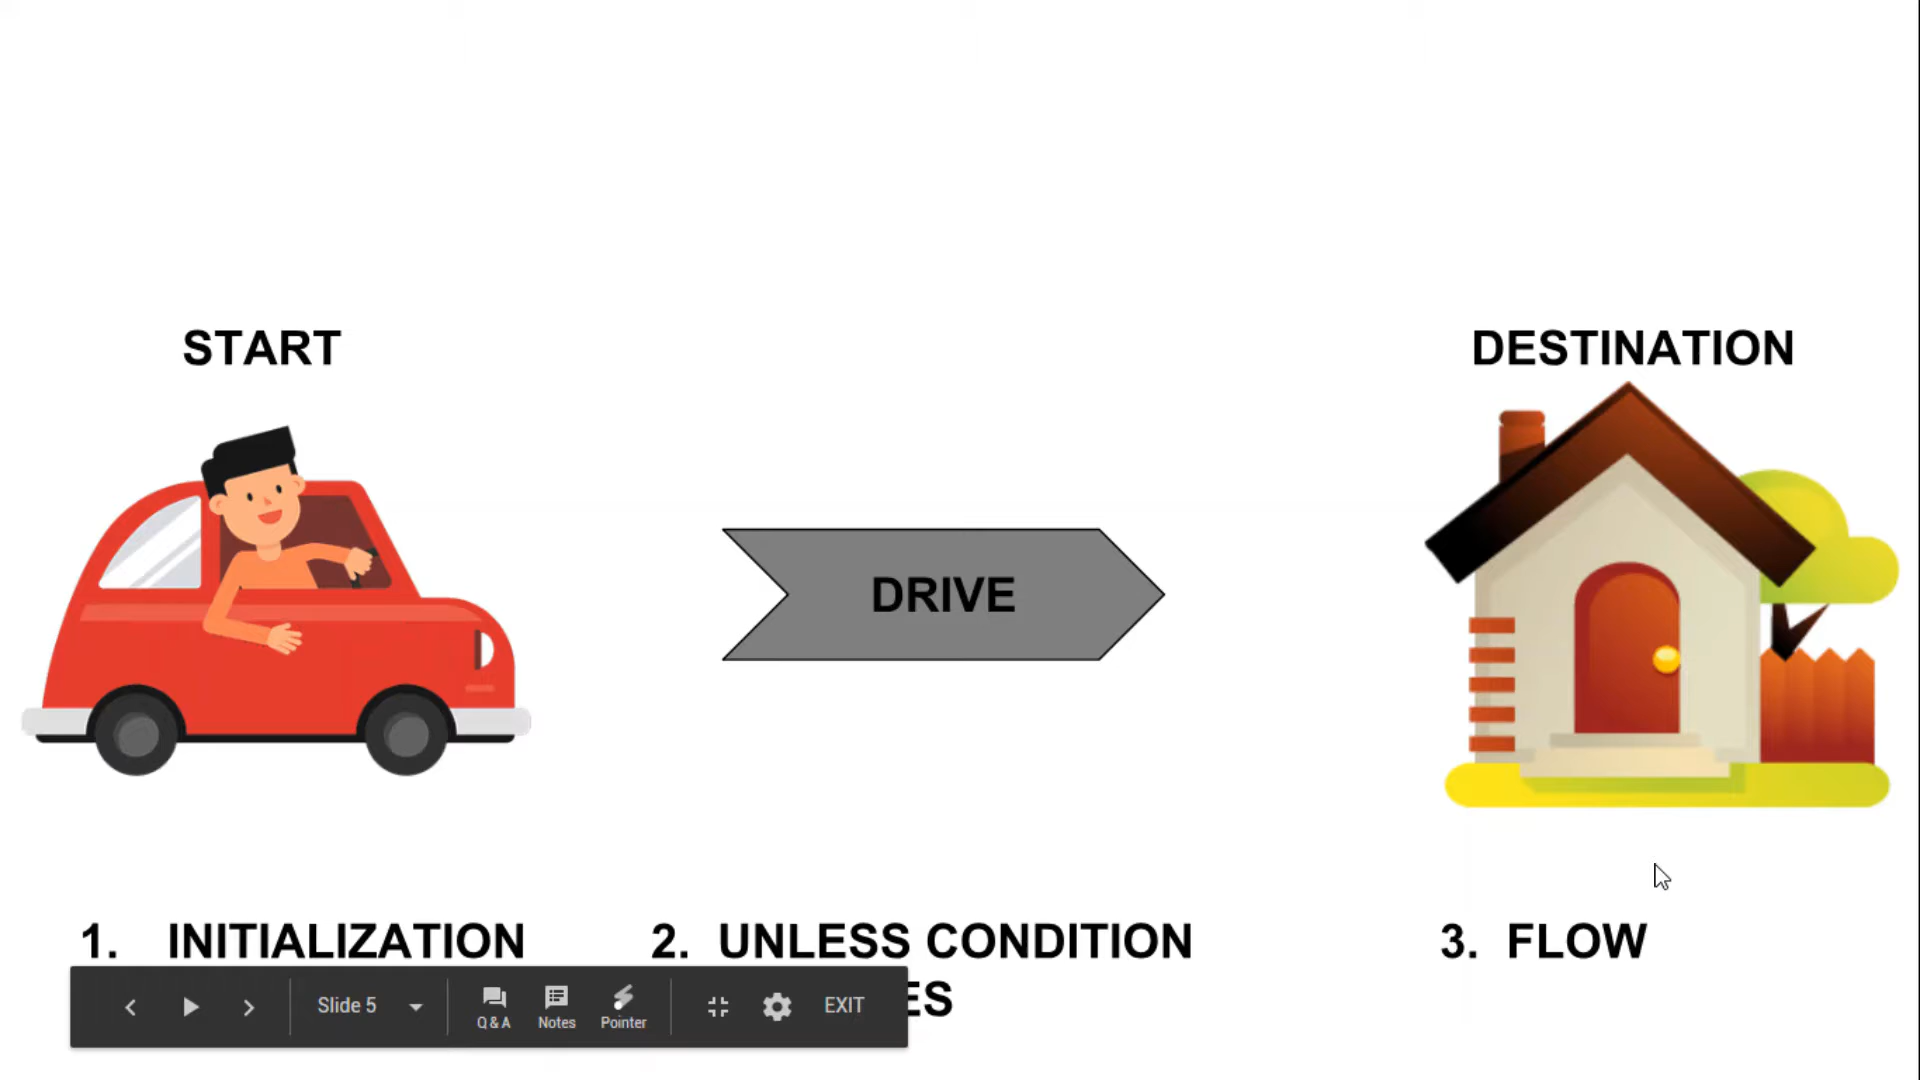 START
DESTINATION
DRIVE
1. INITIALIZATION
2. UNLESS CONDITION
3. FLOW
Slide 5
Q & A
Notes
Pointer
EXIT